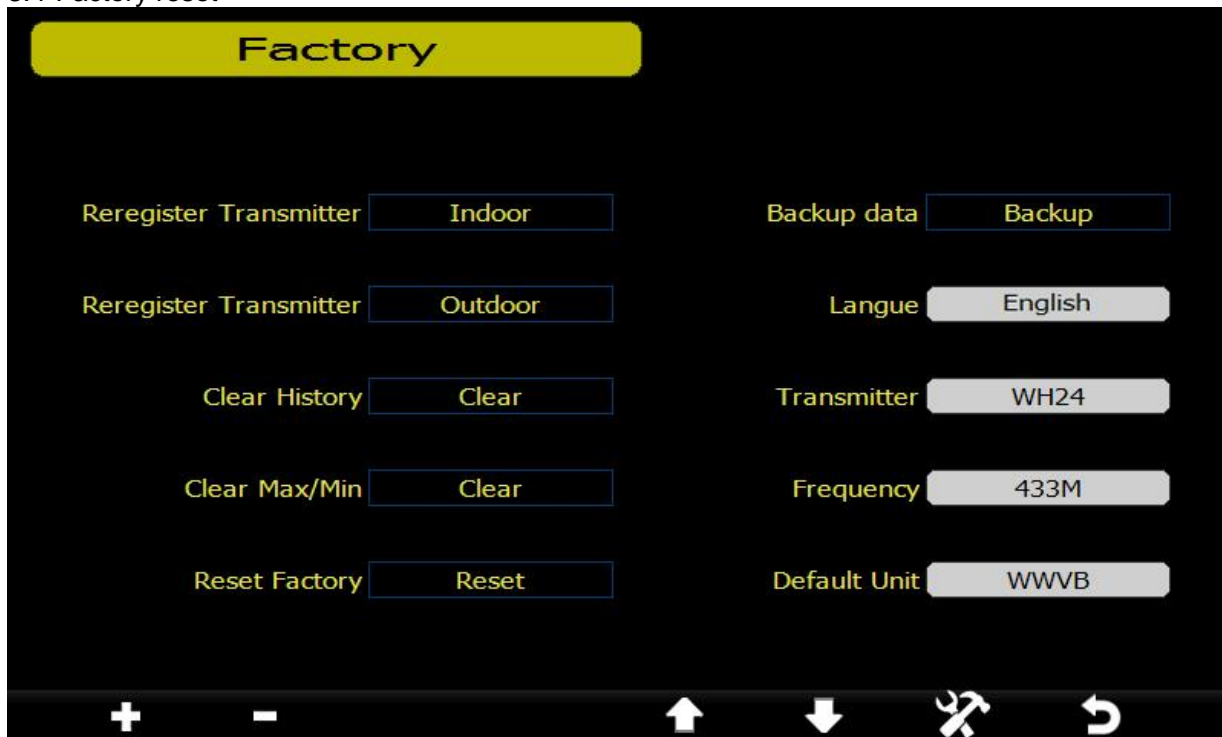 Factory
Reregister Transmitter Indoor Backup data Backup
Reregister Transmitter Outdoor Langue English
Clear History Clear Transmitter WH24
Clear Max/Min Clear Frequency 433M
Reset Factory Reset Default Unit WWVB